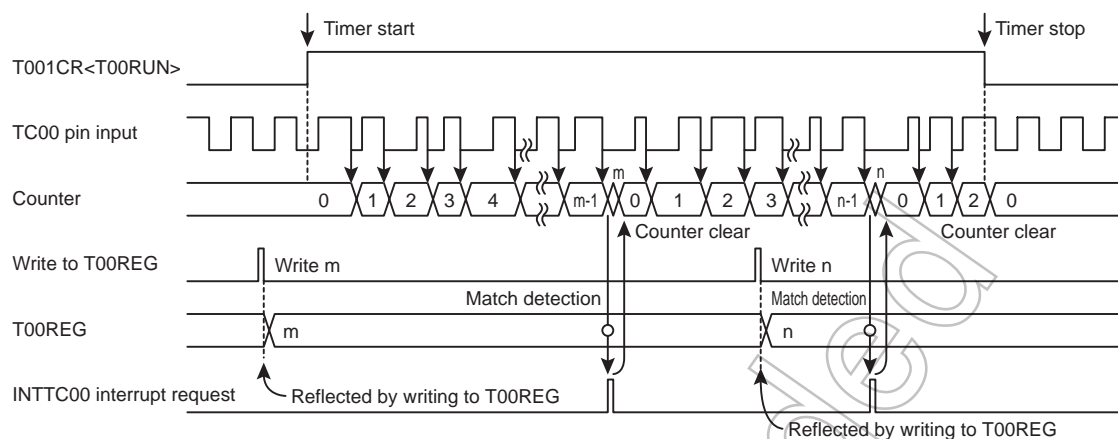 Timer start
Timer stop
T001CR<T00RUN>
TC00 pin input
m
n
Counter
0 1 2 3 4 m-1 0 1 2 3 n-1 0 1 2 0
Counter clear
Counter clear
Write to T00REG
Write m
Write n
Match detection
Match detection
T00REG
m
n
INTTC00 interrupt request
Reflected by writing to T00REG
Reflected by writing to T00REG
ded